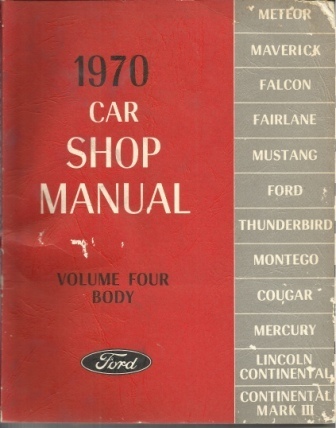 1970
CAR
SHOP
MANUAL
VOLUME FOUR
BODY
Ford
METEOR
MAVERICK
FALCON
FAIRLANE
MUSTANG
FORD
THUNDERBIRD
MONTEGO
COUGAR
MERCURY
LINCOLN
CONTINENTAL
CONTINENTAL
MARK III